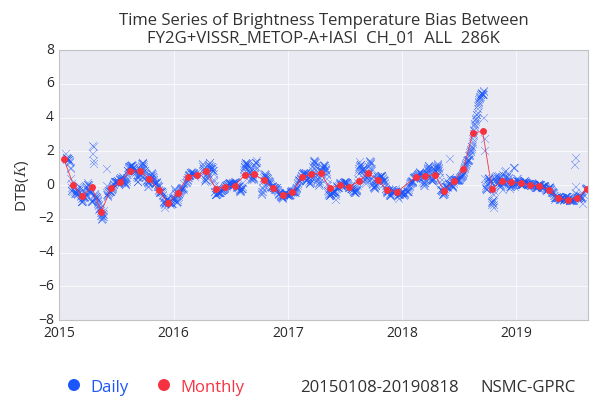 Time Series of Brightness Temperature Bias Between
FY2G+VISSR_METOP-A+IASI CH_01 ALL 286K
DTB(K)
8
6
4
2
0
−2
−4
−6
−8
2015 2016 2017 2018 2019
Daily Monthly 20150108-20190818 NSMC-GPRC